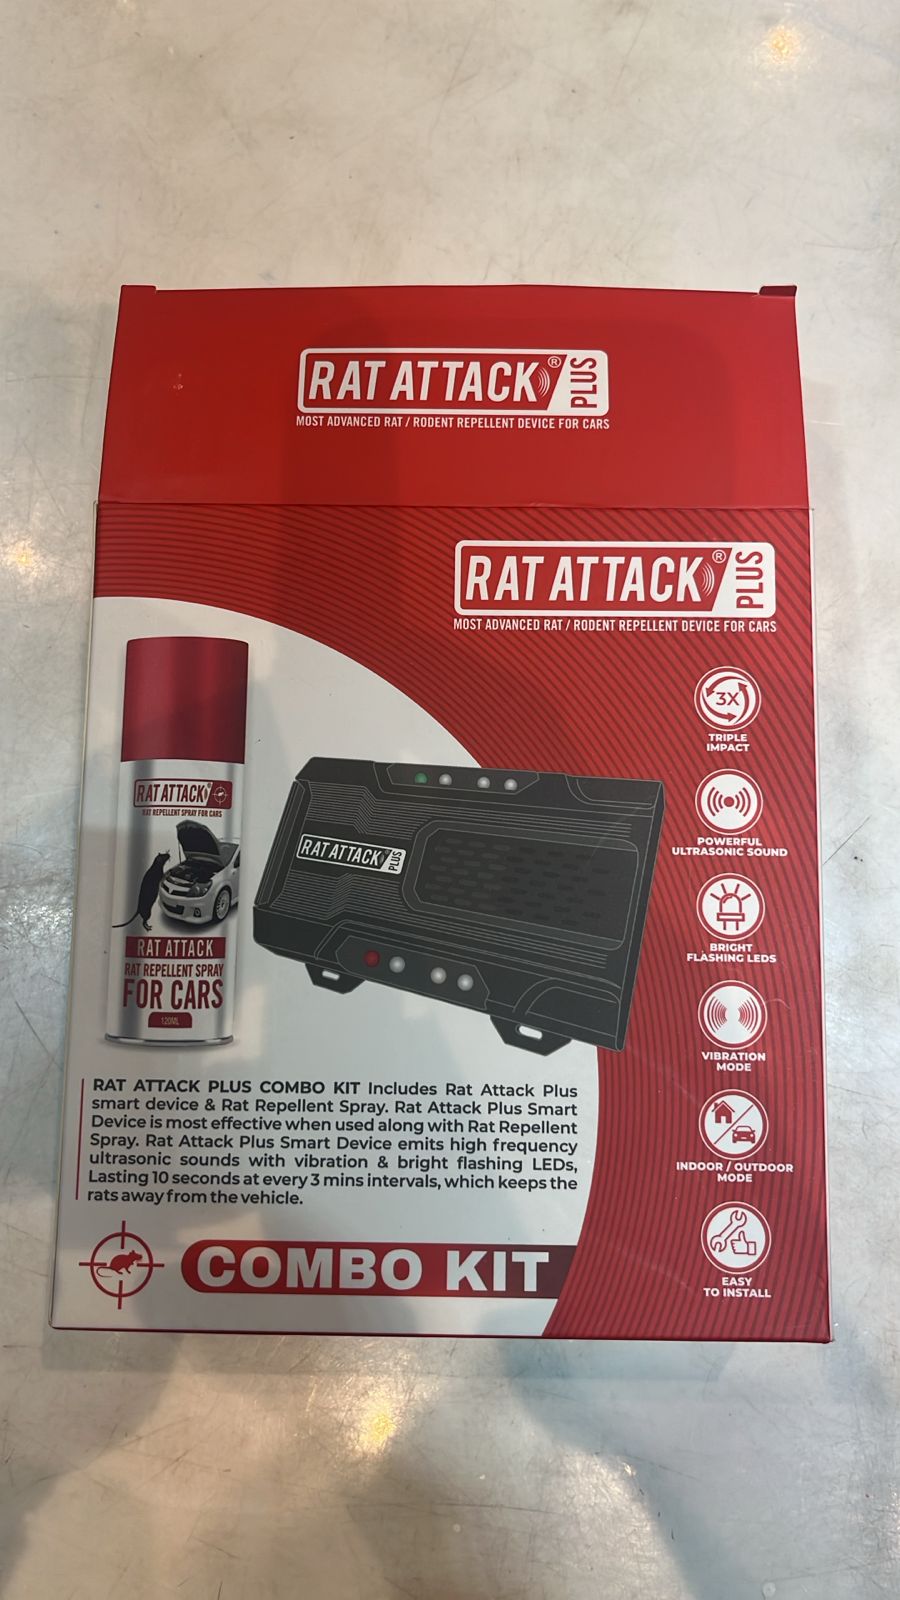 RAT ATTACK® PLUS
MOST ADVANCED RAT / RODENT REPELLENT DEVICE FOR CARS
RAT ATTACK® PLUS
MOST ADVANCED RAT / RODENT REPELLENT DEVICE FOR CARS
3X
TRIPLE
IMPACT
POWERFUL
ULTRASONIC SOUND
BRIGHT
FLASHING LEDS
VIBRATION
MODE
INDOOR / OUTDOOR
MODE
EASY
TO INSTALL
RAT ATTACK
RAT REPELLENT SPRAY FOR CARS
RAT ATTACK
RAT REPELLENT SPRAY
FOR CARS
120ML
RAT ATTACK® PLUS
RAT ATTACK PLUS COMBO KIT Includes Rat Attack Plus
smart device & Rat Repellent Spray. Rat Attack Plus Smart
Device is most effective when used along with Rat Repellent
Spray. Rat Attack Plus Smart Device emits high frequency
ultrasonic sounds with vibration & bright flashing LEDs,
Lasting 10 seconds at every 3 mins intervals, which keeps the
rats away from the vehicle.
COMBO KIT